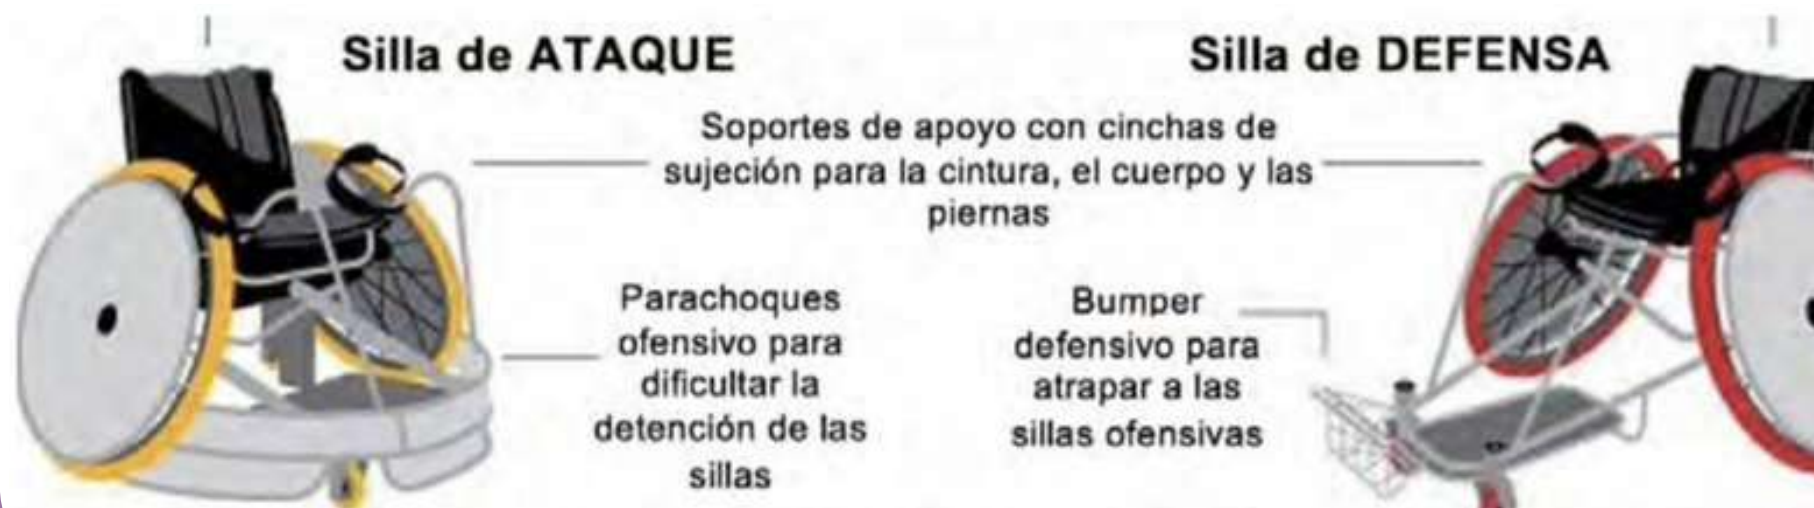 Silla de ATAQUE
Silla de DEFENSA
Soportes de apoyo con cinchas de
sujeción para la cintura, el cuerpo y las
piernas
Parachoques
ofensivo para
dificultar la
detención de las
sillas
Bumper
defensivo para
atrapar a las
sillas ofensivas